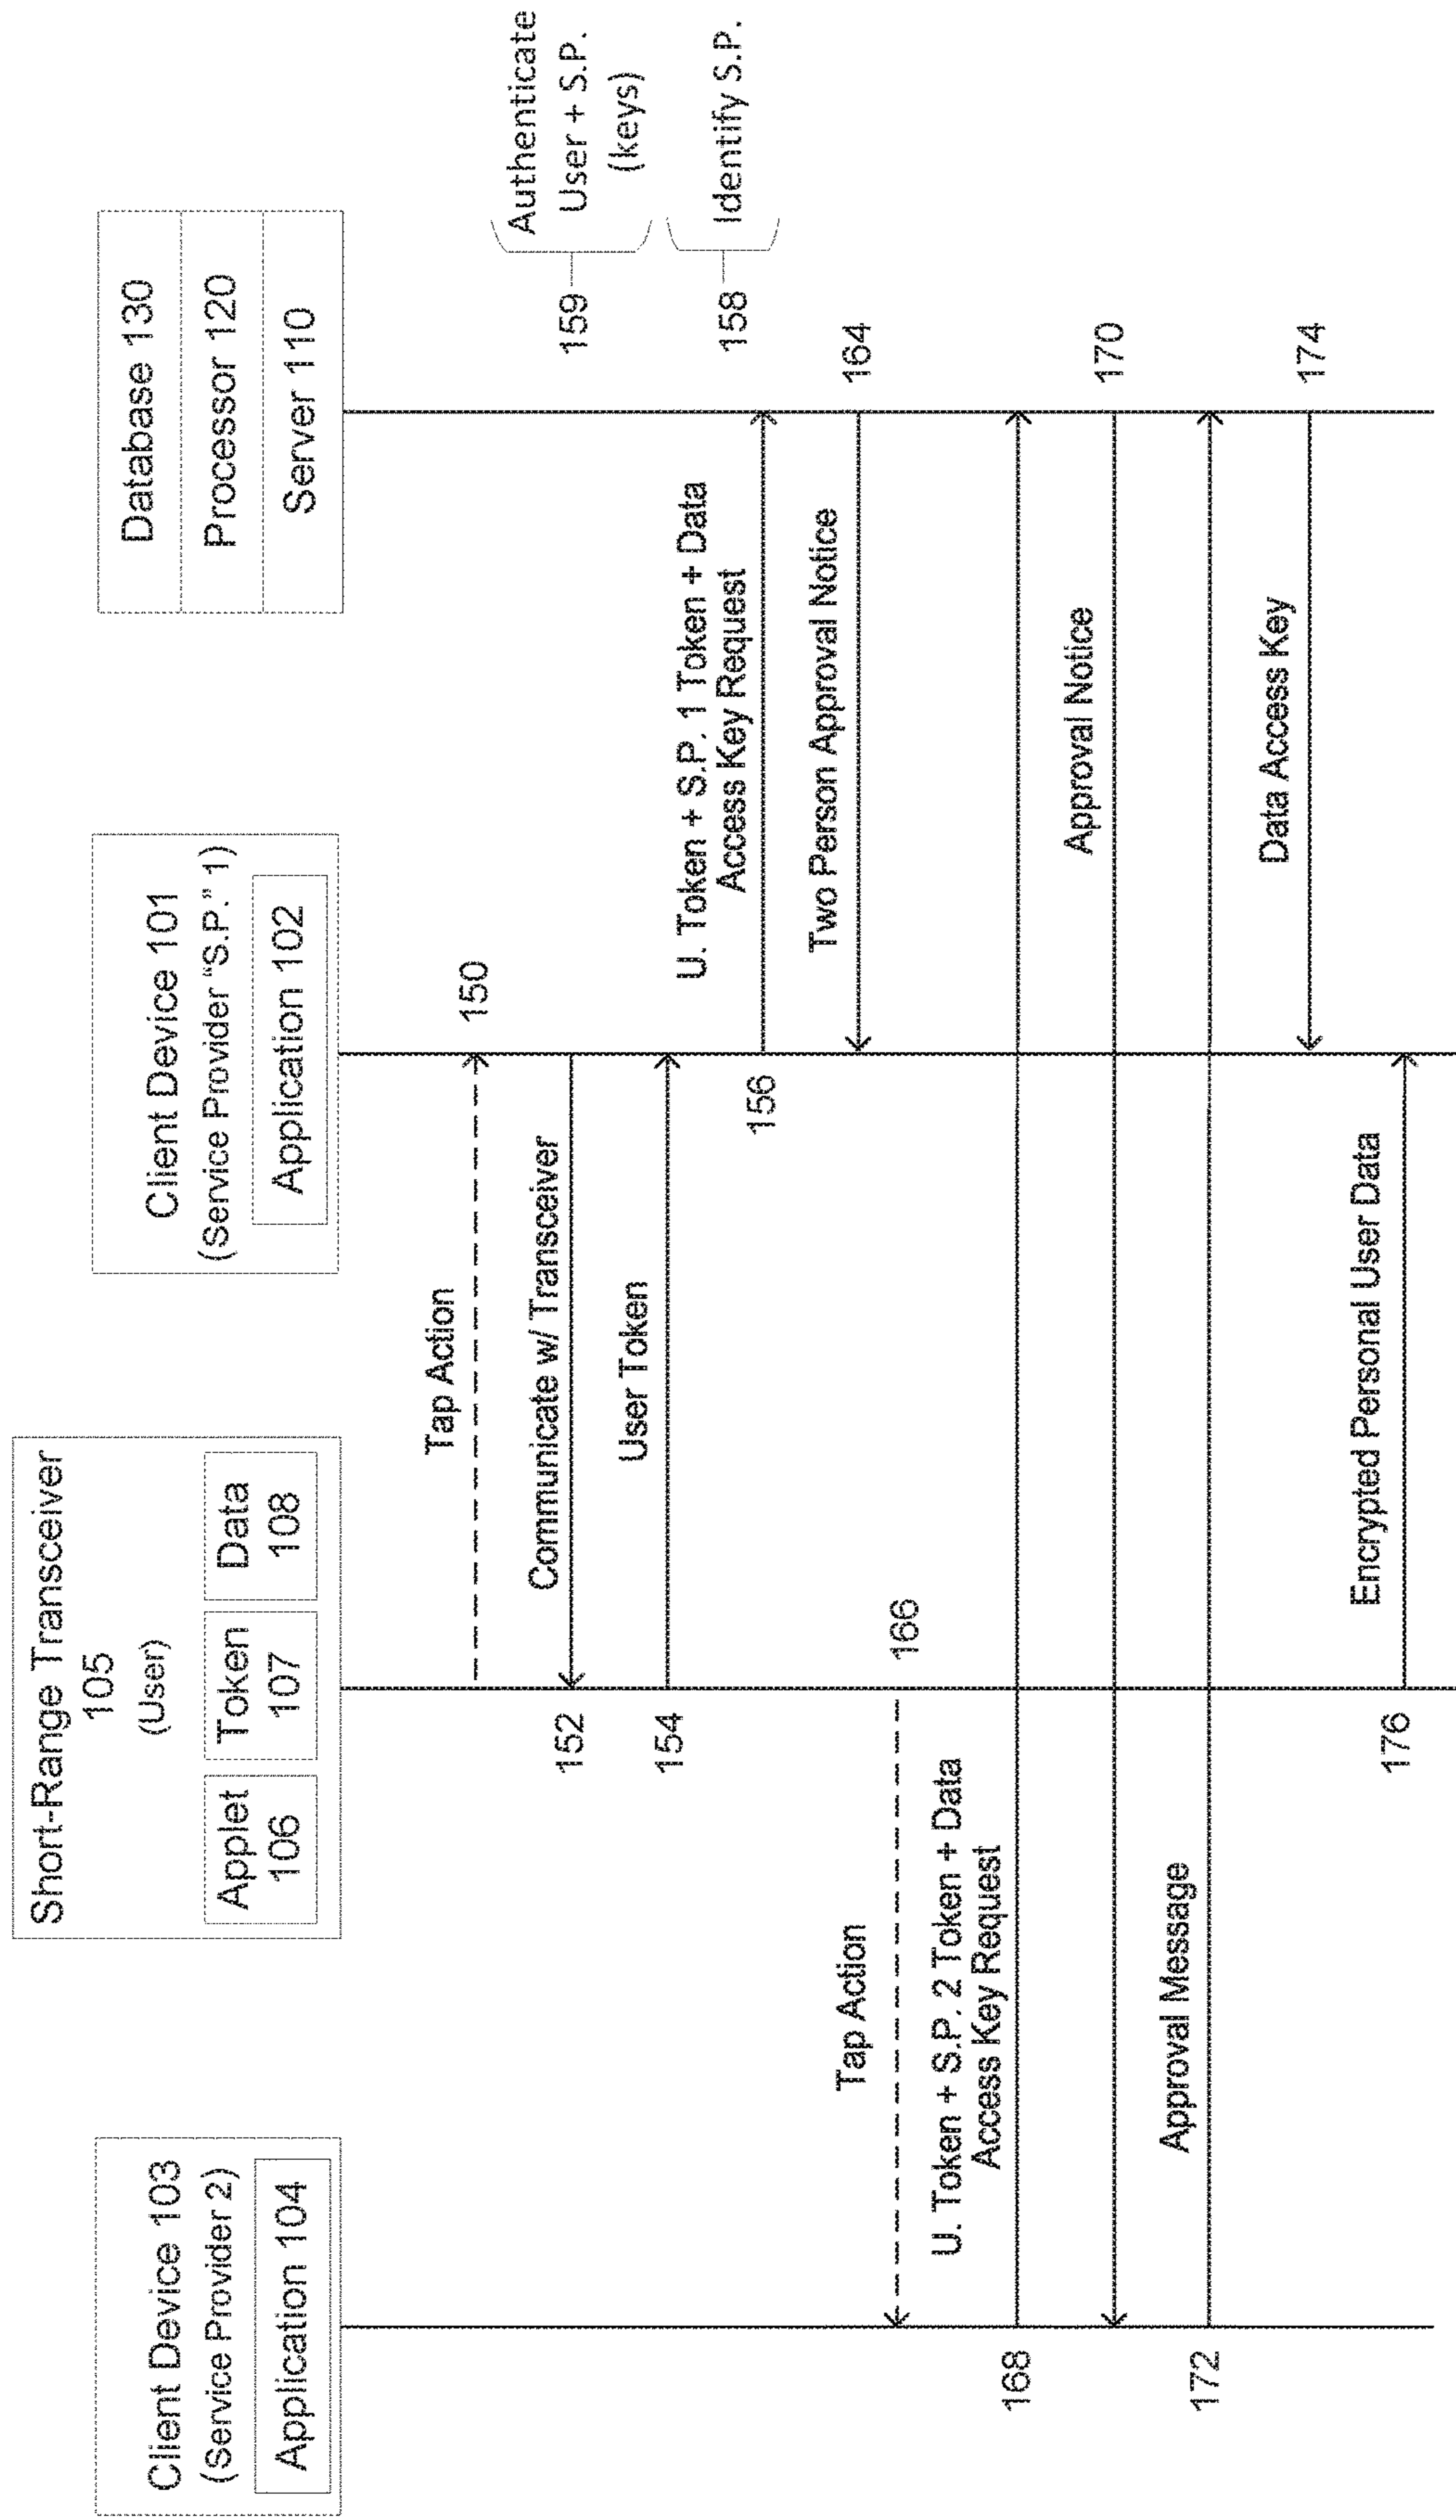 Client Device 103
(Service Provider 2)
Application 104
Short-Range Transceiver
105
(User)
Applet
106
Token
107
Data
108
Client Device 101
(Service Provider "S.P." 1)
Application 102
Database 130
Processor 120
Server 110
Tap Action
150
Communicate w/ Transceiver
152
User Token
154
Authenticate
User + S.P.
(keys)
159
Identify S.P.
158
U. Token + S.P. 1 Token + Data
Access Key Request
156
Two Person Approval Notice
164
Tap Action
166
U. Token + S.P. 2 Token + Data
Access Key Request
168
Approval Notice
170
Approval Message
172
Data Access Key
174
Encrypted Personal User Data
176